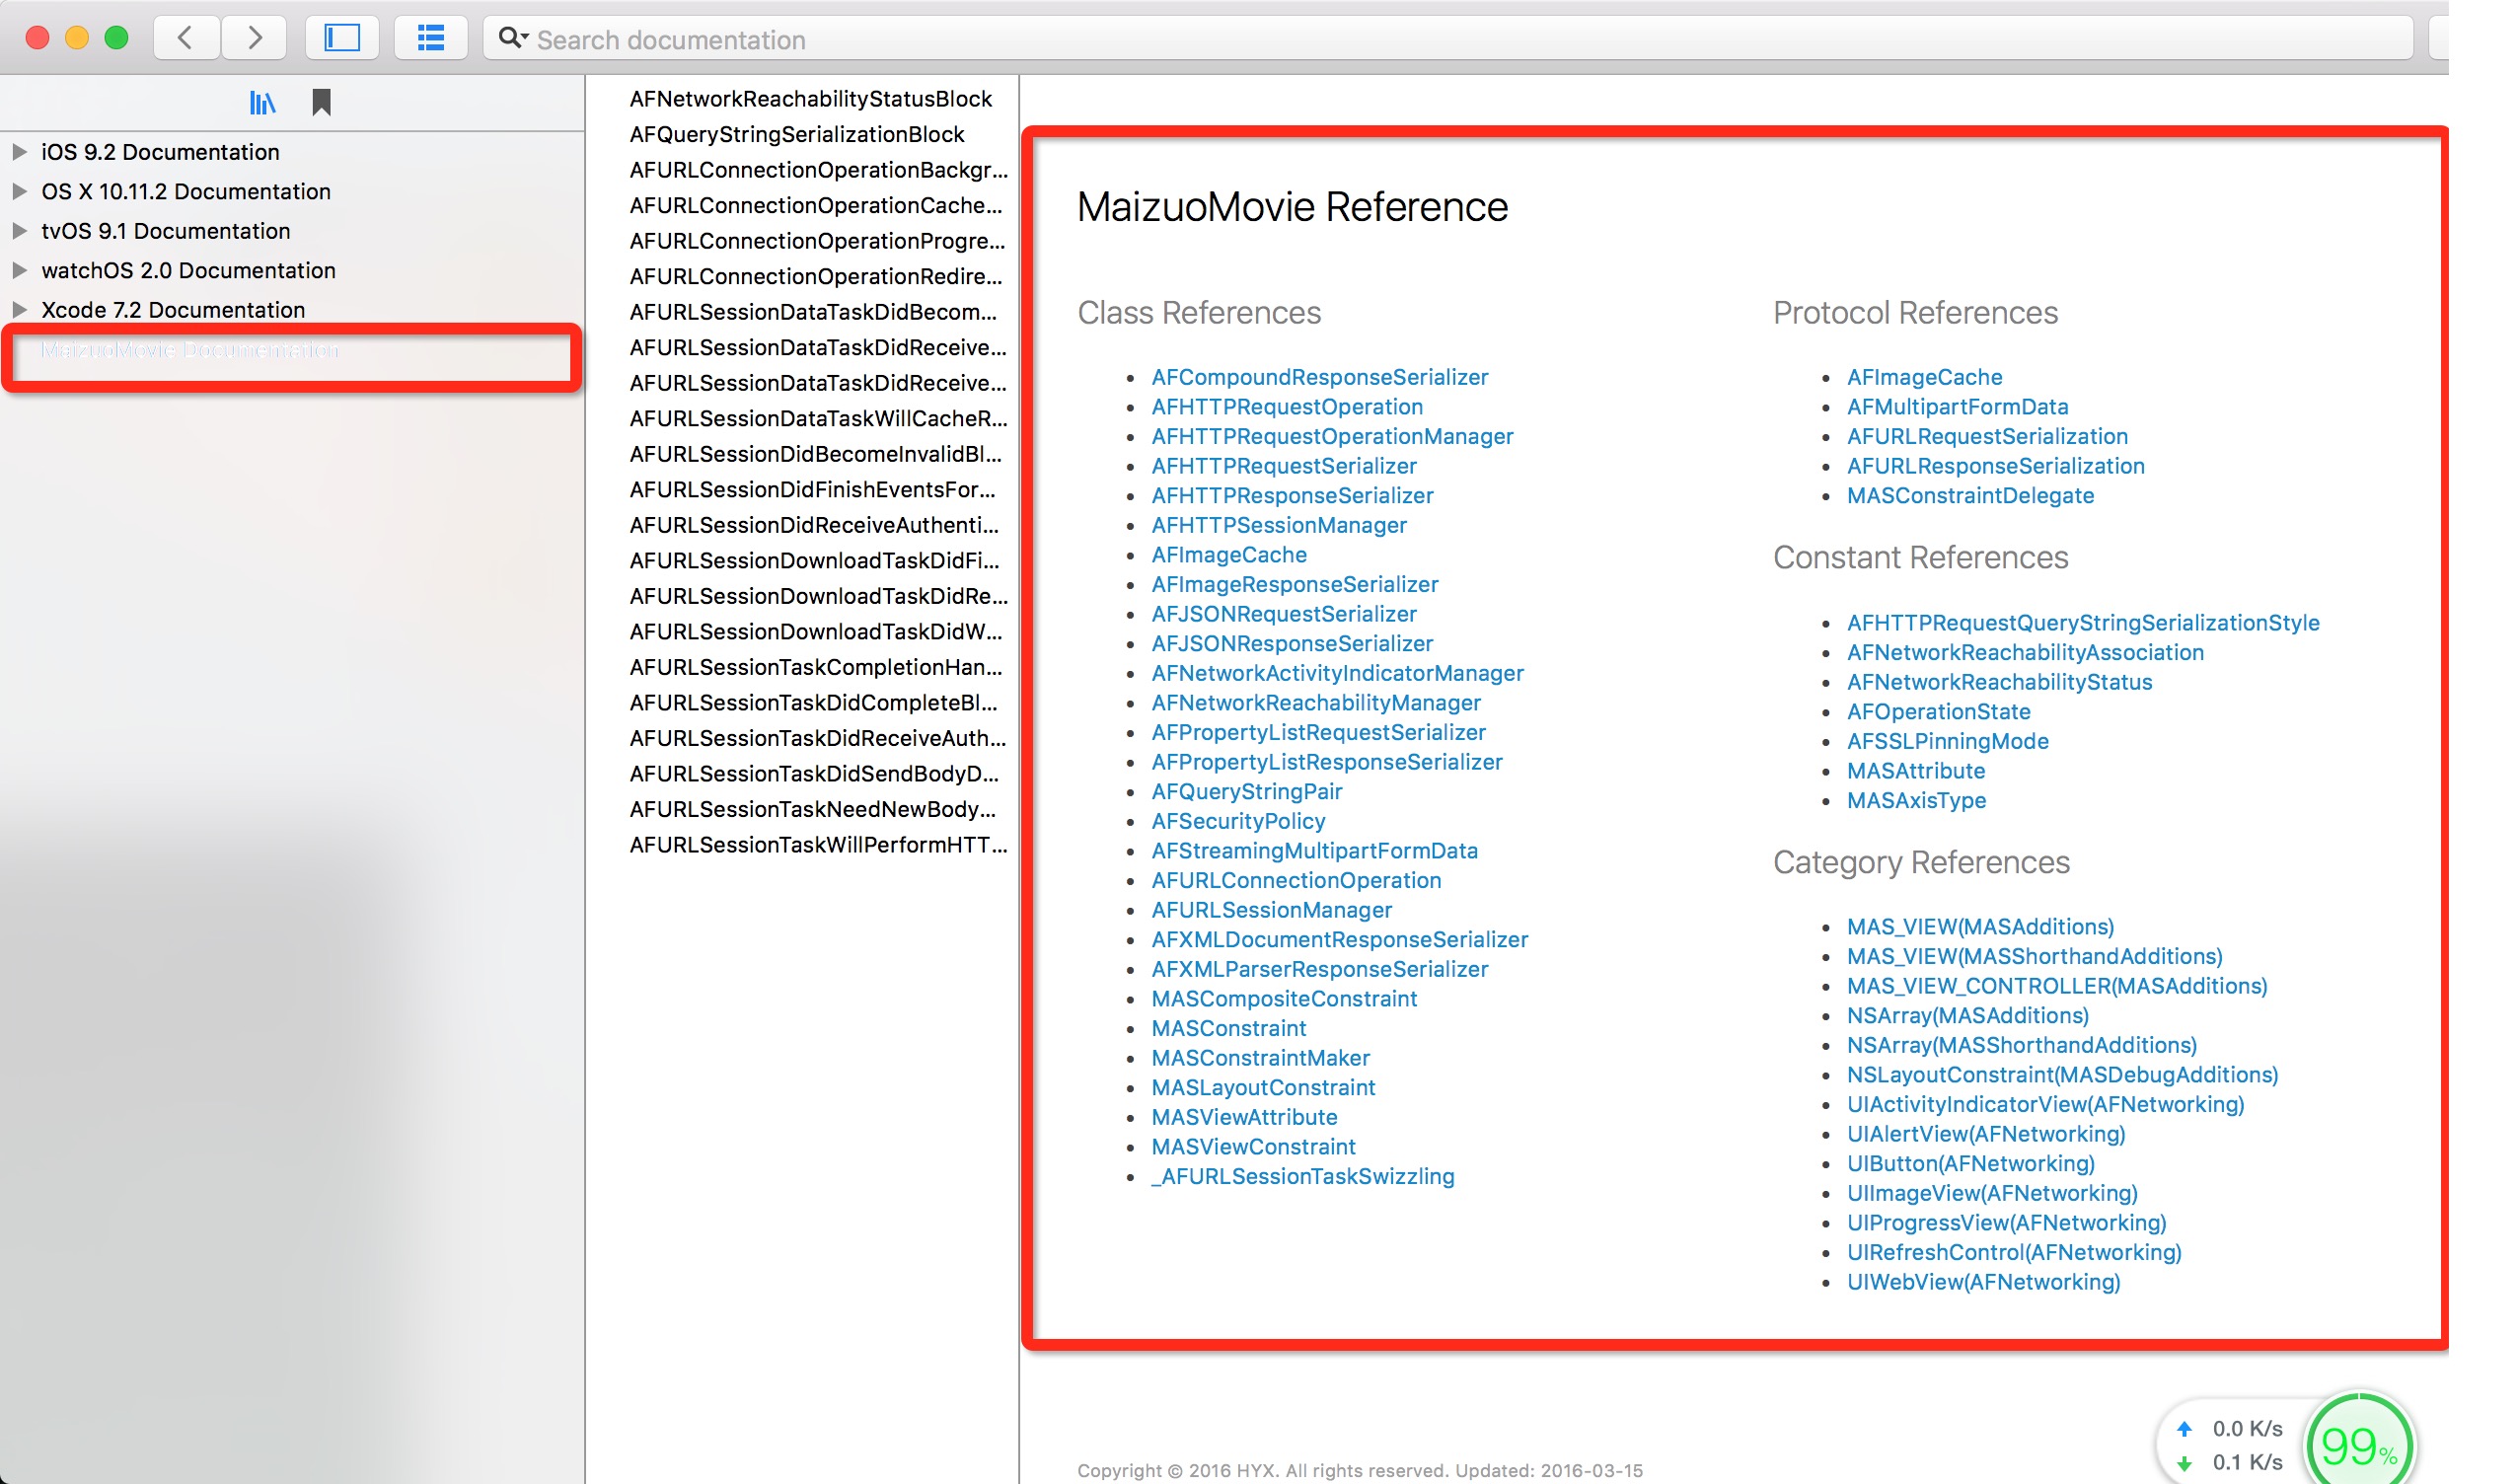 Search documentation
iOS 9.2 Documentation
OS X 10.11.2 Documentation
tvOS 9.1 Documentation
watchOS 2.0 Documentation
Xcode 7.2 Documentation
MaizuoMovie Documentation
AFNetworkReachabilityStatusBlock
AFQueryStringSerializationBlock
AFURLConnectionOperationBackgr...
AFURLConnectionOperationCache...
AFURLConnectionOperationProgre...
AFURLConnectionOperationRedire...
AFURLSessionDataTaskDidBecom...
AFURLSessionDataTaskDidReceive...
AFURLSessionDataTaskDidReceive...
AFURLSessionDataTaskWillCacheR...
AFURLSessionDidBecomeInvalidBl...
AFURLSessionDidFinishEventsFor...
AFURLSessionDidReceiveAuthenti...
AFURLSessionDownloadTaskDidFi...
AFURLSessionDownloadTaskDidRe...
AFURLSessionDownloadTaskDidW...
AFURLSessionTaskCompletionHan...
AFURLSessionTaskDidCompleteBl...
AFURLSessionTaskDidReceiveAuth...
AFURLSessionTaskDidSendBodyD...
AFURLSessionTaskNeedNewBody...
AFURLSessionTaskWillPerformHTT...
MaizuoMovie Reference
Class References
AFCompoundResponseSerializer
AFHTTPRequestOperation
AFHTTPRequestOperationManager
AFHTTPRequestSerializer
AFHTTPResponseSerializer
AFHTTPSessionManager
AFImageCache
AFImageResponseSerializer
AFJSONRequestSerializer
AFJSONResponseSerializer
AFNetworkActivityIndicatorManager
AFNetworkReachabilityManager
AFPropertyListRequestSerializer
AFPropertyListResponseSerializer
AFQueryStringPair
AFSecurityPolicy
AFStreamingMultipartFormData
AFURLConnectionOperation
AFURLSessionManager
AFXMLDocumentResponseSerializer
AFXMLParserResponseSerializer
MASCompositeConstraint
MASConstraint
MASConstraintMaker
MASLayoutConstraint
MASViewAttribute
MASViewConstraint
_AFURLSessionTaskSwizzling
Protocol References
AFImageCache
AFMultipartFormData
AFURLRequestSerialization
AFURLResponseSerialization
MASConstraintDelegate
Constant References
AFHTTPRequestQueryStringSerializationStyle
AFNetworkReachabilityAssociation
AFNetworkReachabilityStatus
AFOperationState
AFSSLPinningMode
MASAttribute
MASAxisType
Category References
MAS_VIEW(MASAdditions)
MAS_VIEW(MASShorthandAdditions)
MAS_VIEW_CONTROLLER(MASAdditions)
NSArray(MASAdditions)
NSArray(MASShorthandAdditions)
NSLayoutConstraint(MASDebugAdditions)
UIActivityIndicatorView(AFNetworking)
UIAlertView(AFNetworking)
UIButton(AFNetworking)
UIImageView(AFNetworking)
UIProgressView(AFNetworking)
UIRefreshControl(AFNetworking)
UIWebView(AFNetworking)
0.0 K/s
0.1 K/s
99%
Copyright © 2016 HYX. All rights reserved. Updated: 2016-03-15